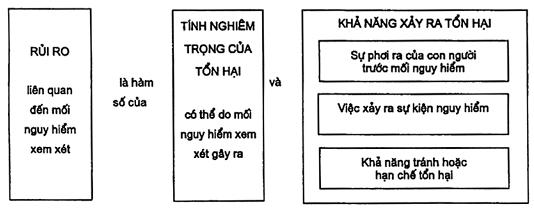 RỦI RO
liên quan
đến mối
nguy hiểm
xem xét
là hàm
số của
TÍNH NGHIÊM
TRỌNG CỦA
TỔN HẠI
có thể do mối
nguy hiểm xem
xét gây ra
và
KHẢ NĂNG XẢY RA TỔN HẠI
Sự phơi ra của con người
trước mối nguy hiểm
Việc xảy ra sự kiện nguy hiểm
Khả năng tránh hoặc
hạn chế tổn hại